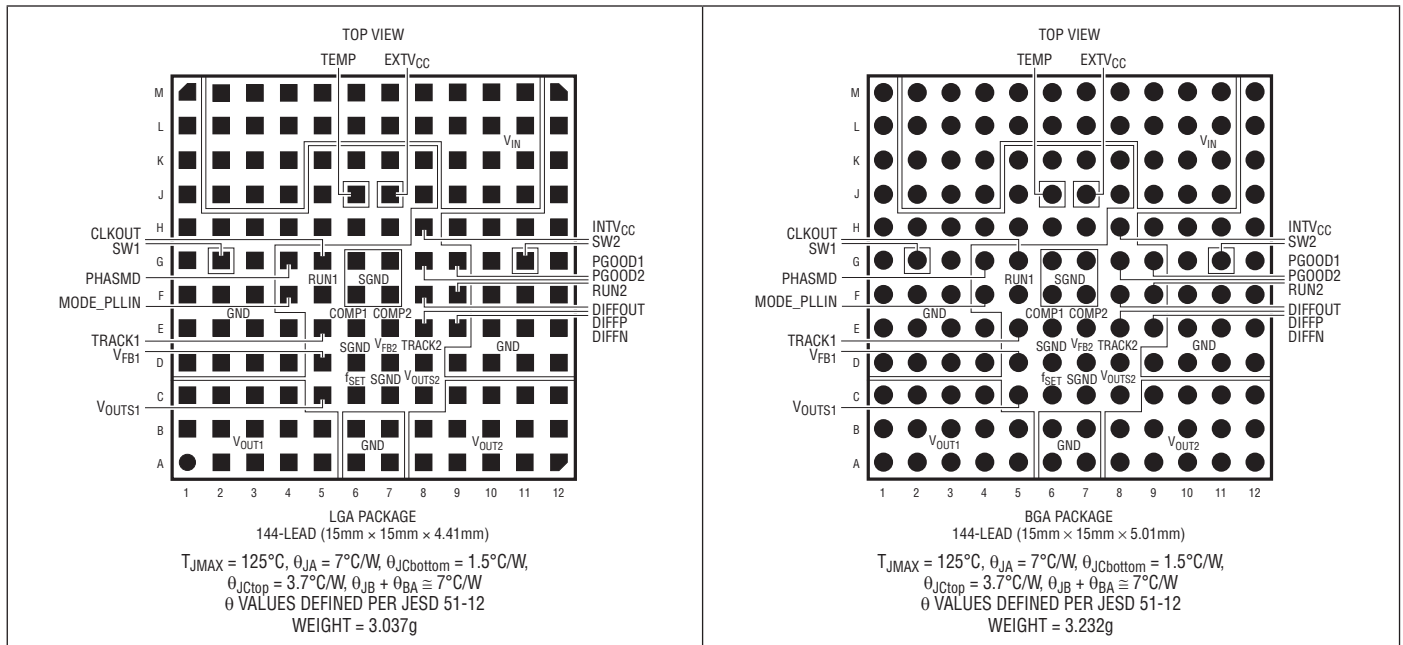 TOP VIEW
TEMP EXTVCC
M
L
VIN
K
J
H
INTVCC
CLKOUT
SW2
SW1
G
PGOOD1
RUN1 SGND
PGOOD2
PHASMD
RUN2
F
MODE_PLLIN
GND COMP1 COMP2
DIFFOUT
E
DIFFP
TRACK1
DIFFN
SGND VFB2 TRACK2 GND
VFB1
D
fSET SGND VOUTS2
C
VOUTS1
B
VOUT1 GND VOUT2
A
1 2 3 4 5 6 7 8 9 10 11 12
LGA PACKAGE
144-LEAD (15mm × 15mm × 4.41mm)
TJMAX = 125°C, θJA = 7°C/W, θJCbottom = 1.5°C/W,
θJCtop = 3.7°C/W, θJB + θBA ≅ 7°C/W
θ VALUES DEFINED PER JESD 51-12
WEIGHT = 3.037g
TOP VIEW
TEMP EXTVCC
M
L
VIN
K
J
H
INTVCC
CLKOUT
SW2
SW1
G
PGOOD1
RUN1 SGND
PGOOD2
PHASMD
RUN2
F
MODE_PLLIN
GND COMP1 COMP2
DIFFOUT
E
DIFFP
TRACK1
DIFFN
SGND VFB2 TRACK2 GND
VFB1
D
fSET SGND VOUTS2
C
VOUTS1
B
VOUT1 GND VOUT2
A
1 2 3 4 5 6 7 8 9 10 11 12
BGA PACKAGE
144-LEAD (15mm × 15mm × 5.01mm)
TJMAX = 125°C, θJA = 7°C/W, θJCbottom = 1.5°C/W,
θJCtop = 3.7°C/W, θJB + θBA ≅ 7°C/W
θ VALUES DEFINED PER JESD 51-12
WEIGHT = 3.232g